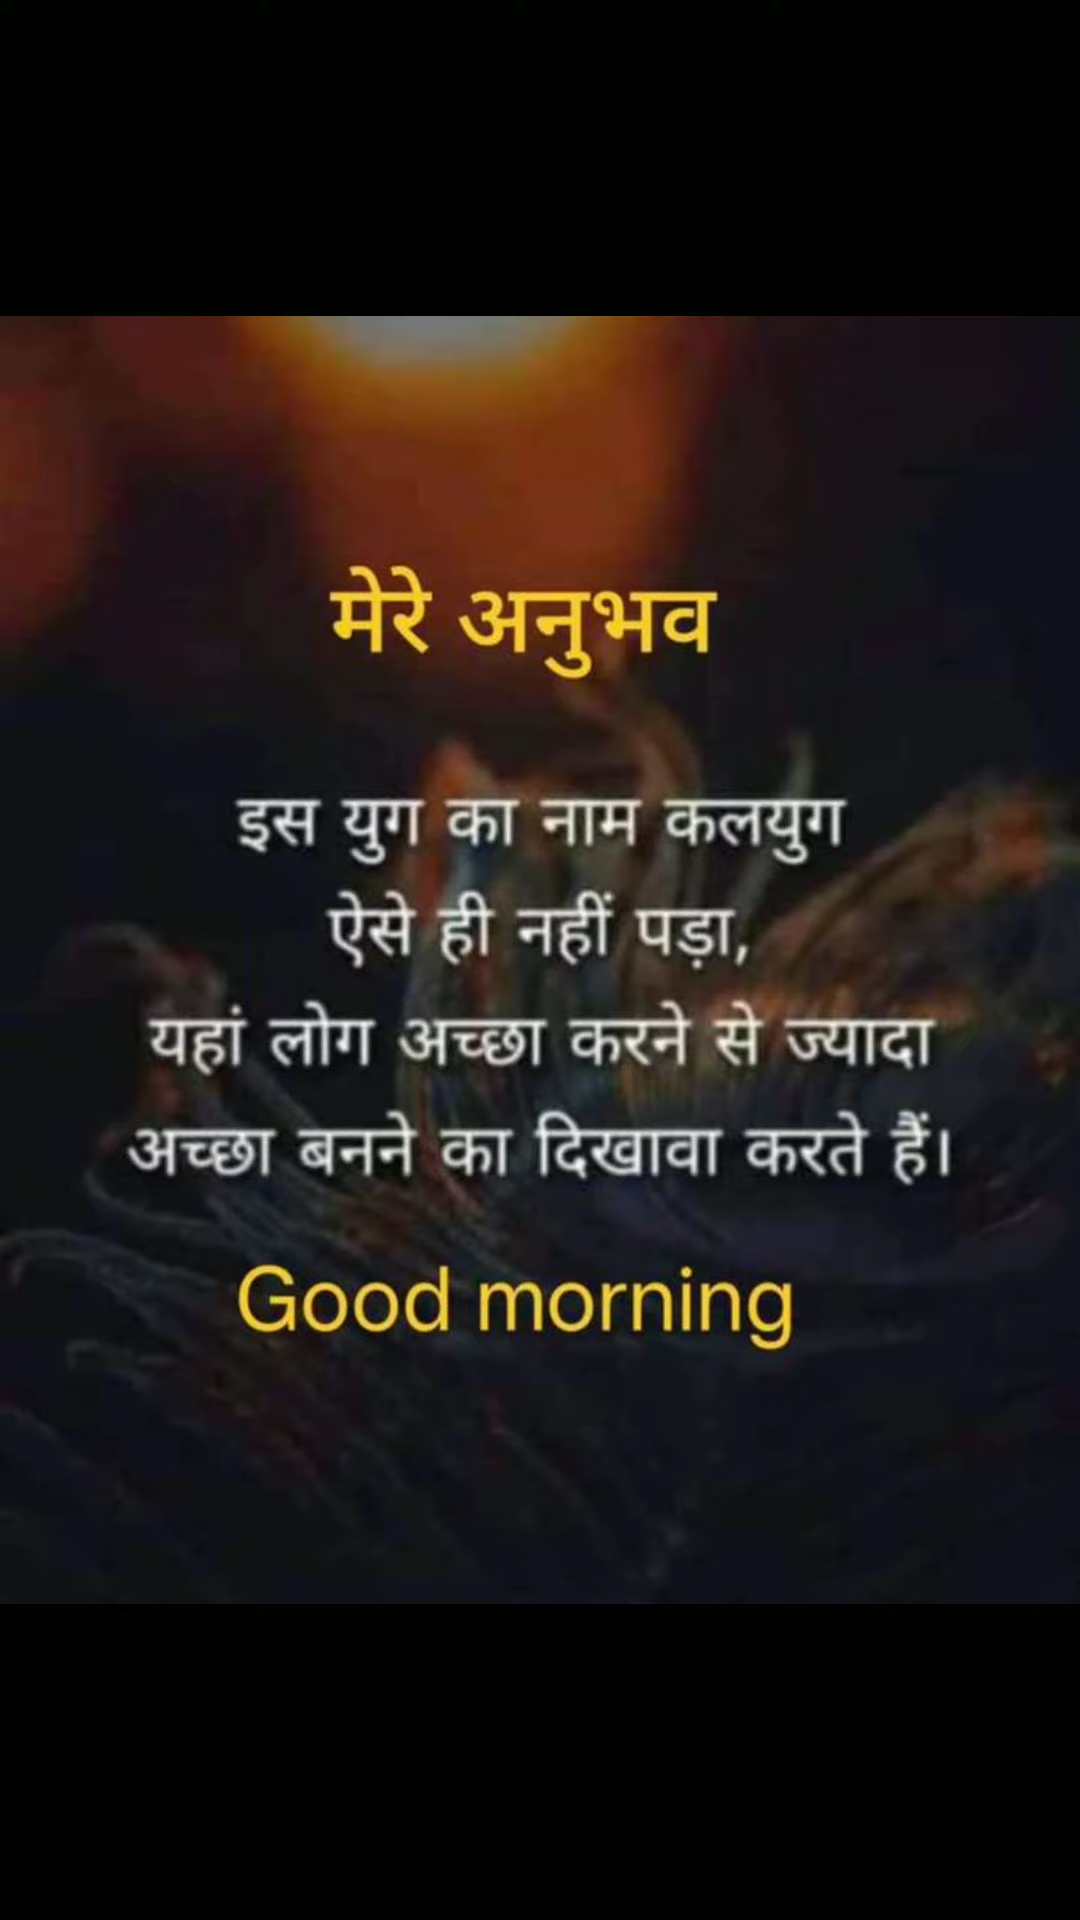 मेरे अनुभव
इस युग का नाम कलयुग
ऐसे ही नहीं पड़ा,
यहां लोग अच्छा करने से ज्यादा
अच्छा बनने का दिखावा करते हैं।
Good morning